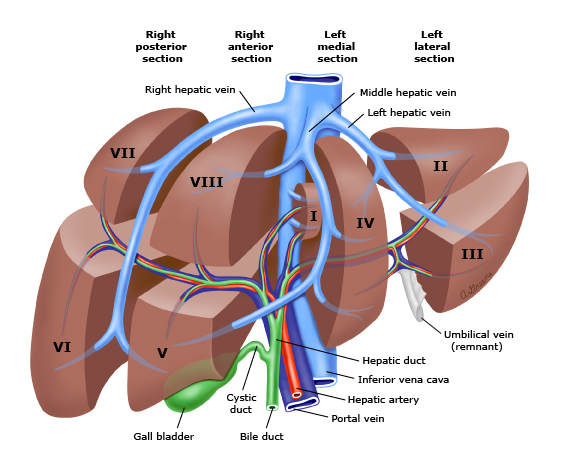 Right posterior section
Right anterior section
Left medial section
Left lateral section
Right hepatic vein
Middle hepatic vein
Left hepatic vein
VII
VIII
II
I
IV
III
VI
V
Umbilical vein
(remnant)
Hepatic duct
Inferior vena cava
Cystic
duct
Hepatic artery
Portal vein
Gall bladder
Bile duct